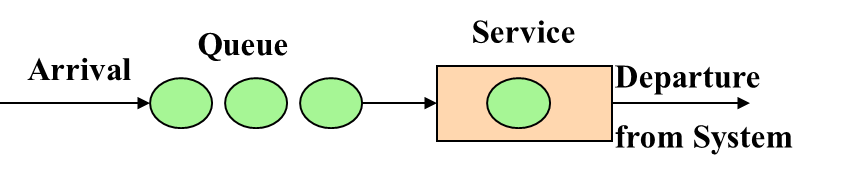 Arrival
Queue
Service
Departure
from System